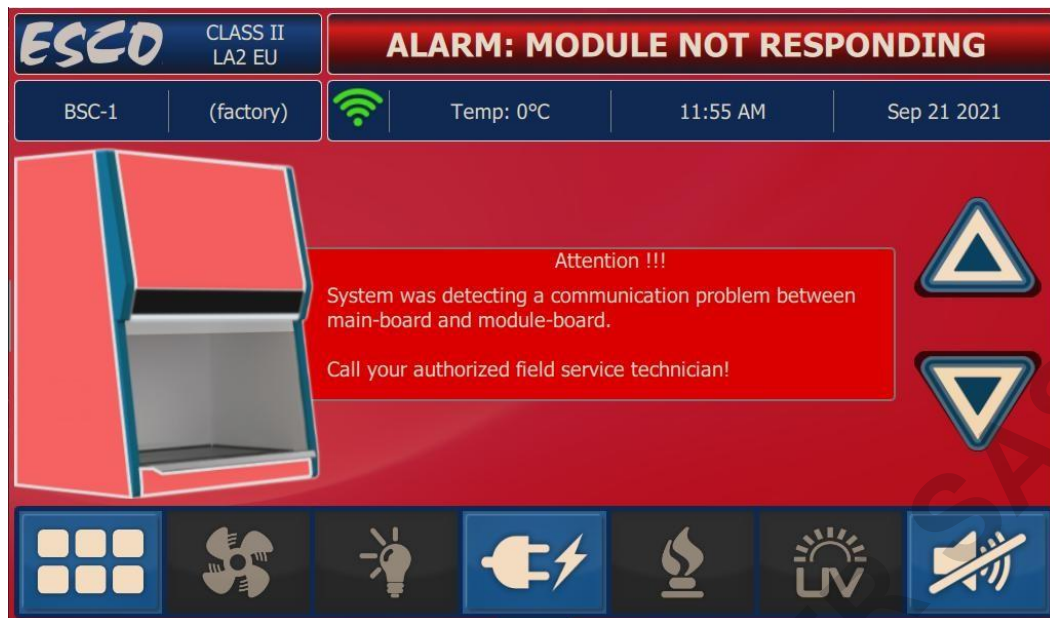 ESCO
CLASS II
LA2 EU
ALARM: MODULE NOT RESPONDING
BSC-1
(factory)
Temp: 0°C
11:55 AM
Sep 21 2021
Attention !!!
System was detecting a communication problem between
main-board and module-board.
Call your authorized field service technician!
UV